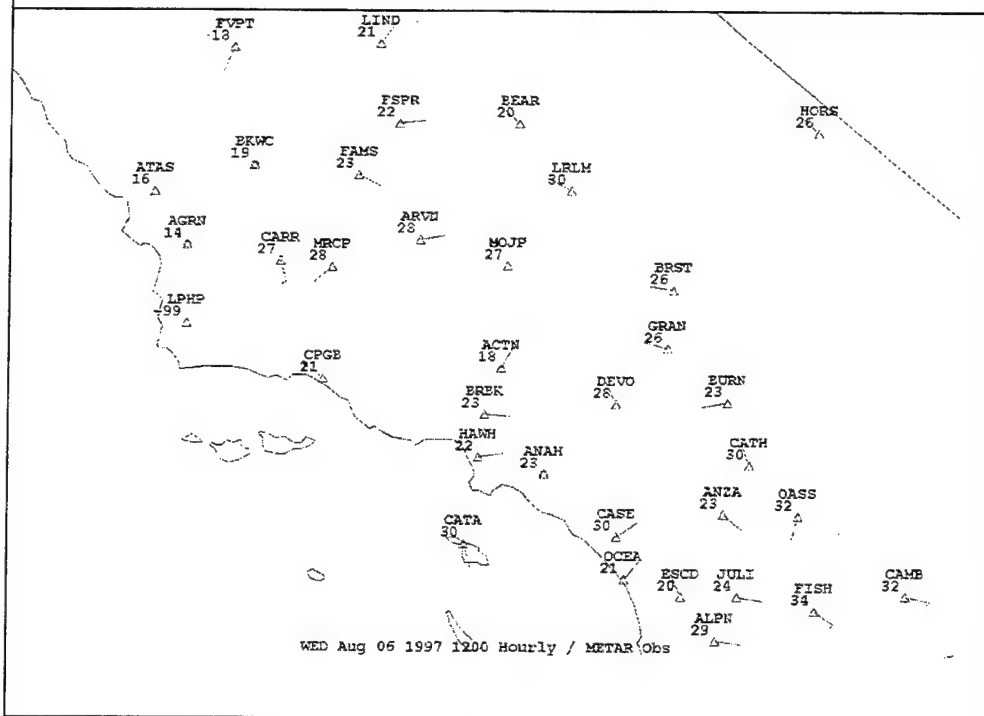 FVPT
18
LIND
21
FSPR
22
BEAR
20
HORS
26
BKWC
19
FAMS
23
ATAS
16
LRLM
30
AGRN
14
ARVN
28
CARR
27
MRCP
28
MOJP
27
BRST
26
LPHP
-99
GRAN
26
ACTN
18
CPGB
21
DEVO
28
BURN
23
BRBK
23
HAWH
22
ANAH
23
CATH
30
ANZA
23
OASS
32
CASE
30
CATA
30
OCEA
21
ESCD
20
JULI
24
FISH
34
CAMB
32
ALPN
29
WED Aug 06 1997 1200 Hourly / METAR Obs